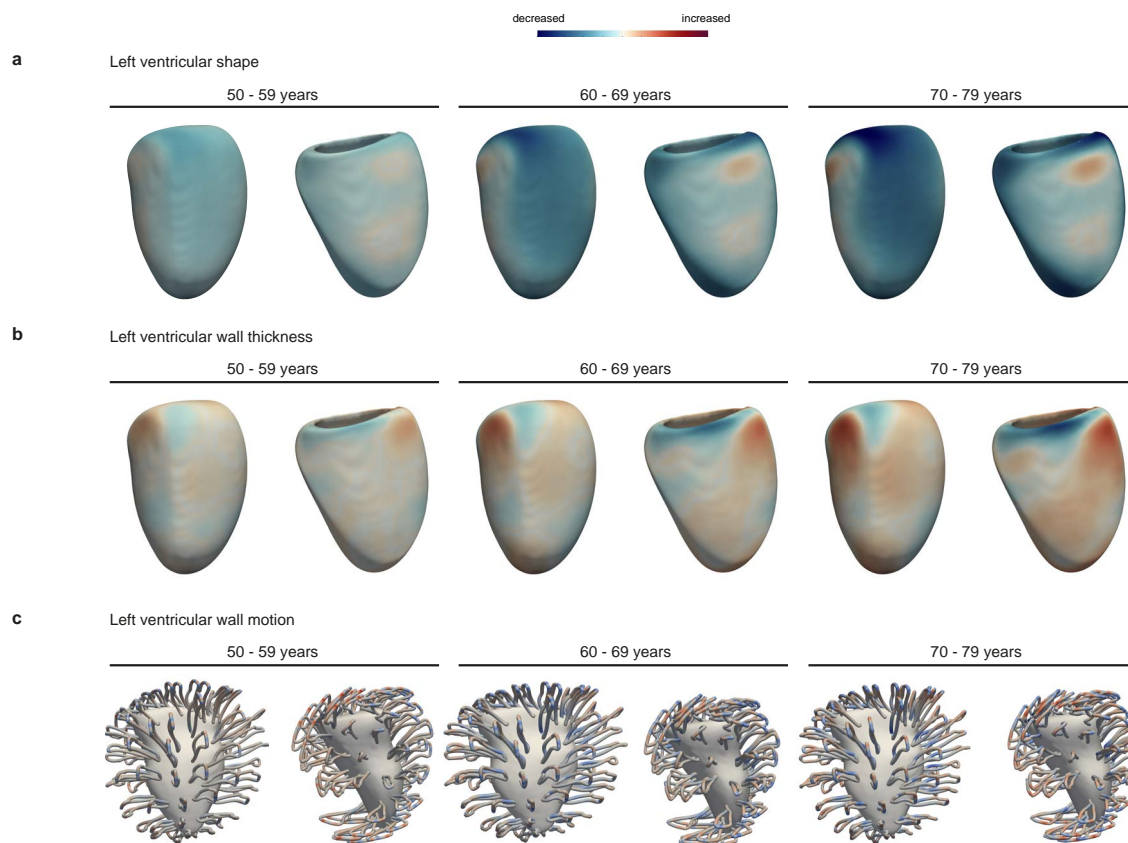 decreased increased
a Left ventricular shape
50 - 59 years 60 - 69 years 70 - 79 years
b Left ventricular wall thickness
50 - 59 years 60 - 69 years 70 - 79 years
c Left ventricular wall motion
50 - 59 years 60 - 69 years 70 - 79 years